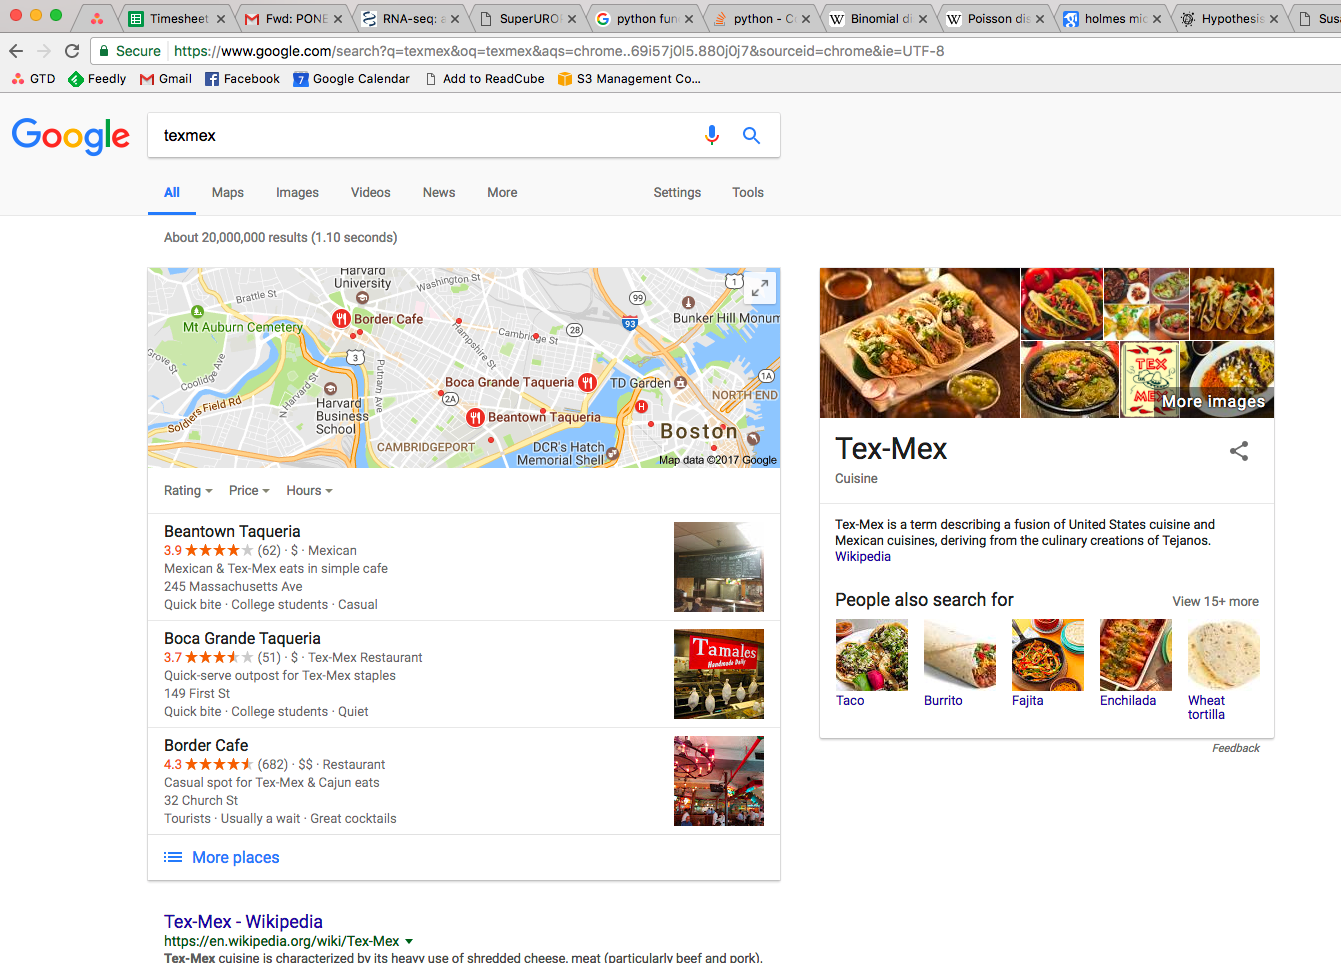 Timesheet
Fwd: PONE
RNA-seq: a
SuperURO
python fun
python - Co
Binomial di
Poisson dis
holmes mic
Hypothesis
Sus
Secure https://www.google.com/search?q=texmex&oq=texmex&aqs=chrome..69i57j0l5.880j0j7&sourceid=chrome&ie=UTF-8
GTD Feedly Gmail Facebook 7 Google Calendar Add to ReadCube S3 Management Co...
Google
texmex
All Maps Images Videos News More Settings Tools
About 20,000,000 results (1.10 seconds)
Harvard
University
Washington St
1
Brattle St
99
Bunker Hill Monum
Mt Auburn Cemetery
Border Cafe
93
Cambridge St
28
Grove St
Coolidge Ave
3
Hampshire St
Putnam Ave
1A
Boca Grande Taqueria
TD Garden
N Harvard St
Harvard
Business
School
2A
NORTH END
Soldiers Field Rd
H
Beantown Taqueria
Boston
CAMBRIDGEPORT
DCR's Hatch
Memorial Shell
Map data ©2017 Google
Rating Price Hours
Beantown Taqueria
3.9 (62) · $ · Mexican
Mexican & Tex-Mex eats in simple cafe
245 Massachusetts Ave
Quick bite · College students · Casual
Boca Grande Taqueria
3.7 (51) · $ · Tex-Mex Restaurant
Quick-serve outpost for Tex-Mex staples
149 First St
Quick bite · College students · Quiet
Tamales
Handmade Daily
Border Cafe
4.3 (682) · $$ · Restaurant
Casual spot for Tex-Mex & Cajun eats
32 Church St
Tourists · Usually a wait · Great cocktails
More places
Tex-Mex - Wikipedia
https://en.wikipedia.org/wiki/Tex-Mex
Tex-Mex cuisine is characterized by its heavy use of shredded cheese, meat (particularly beef and pork),
TEX
MEX
More images
Tex-Mex
Cuisine
Tex-Mex is a term describing a fusion of United States cuisine and
Mexican cuisines, deriving from the culinary creations of Tejanos.
Wikipedia
People also search for View 15+ more
Taco Burrito Fajita Enchilada Wheat
tortilla
Feedback